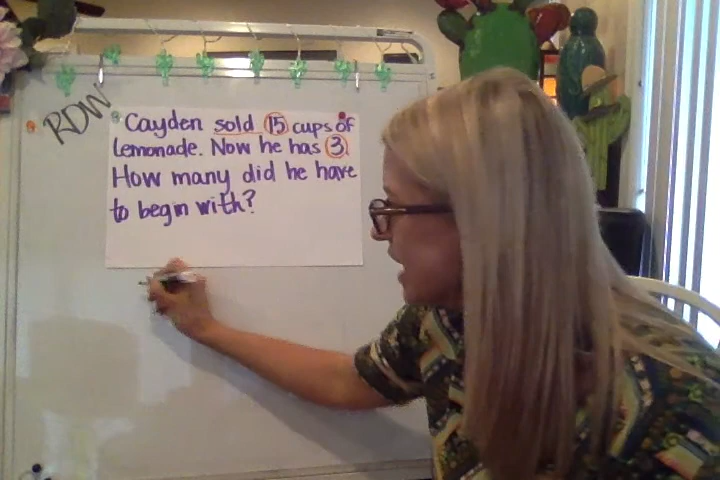 RDW
Cayden sold 15 cups of
lemonade. Now he has 3.
How many did he have
to begin with?